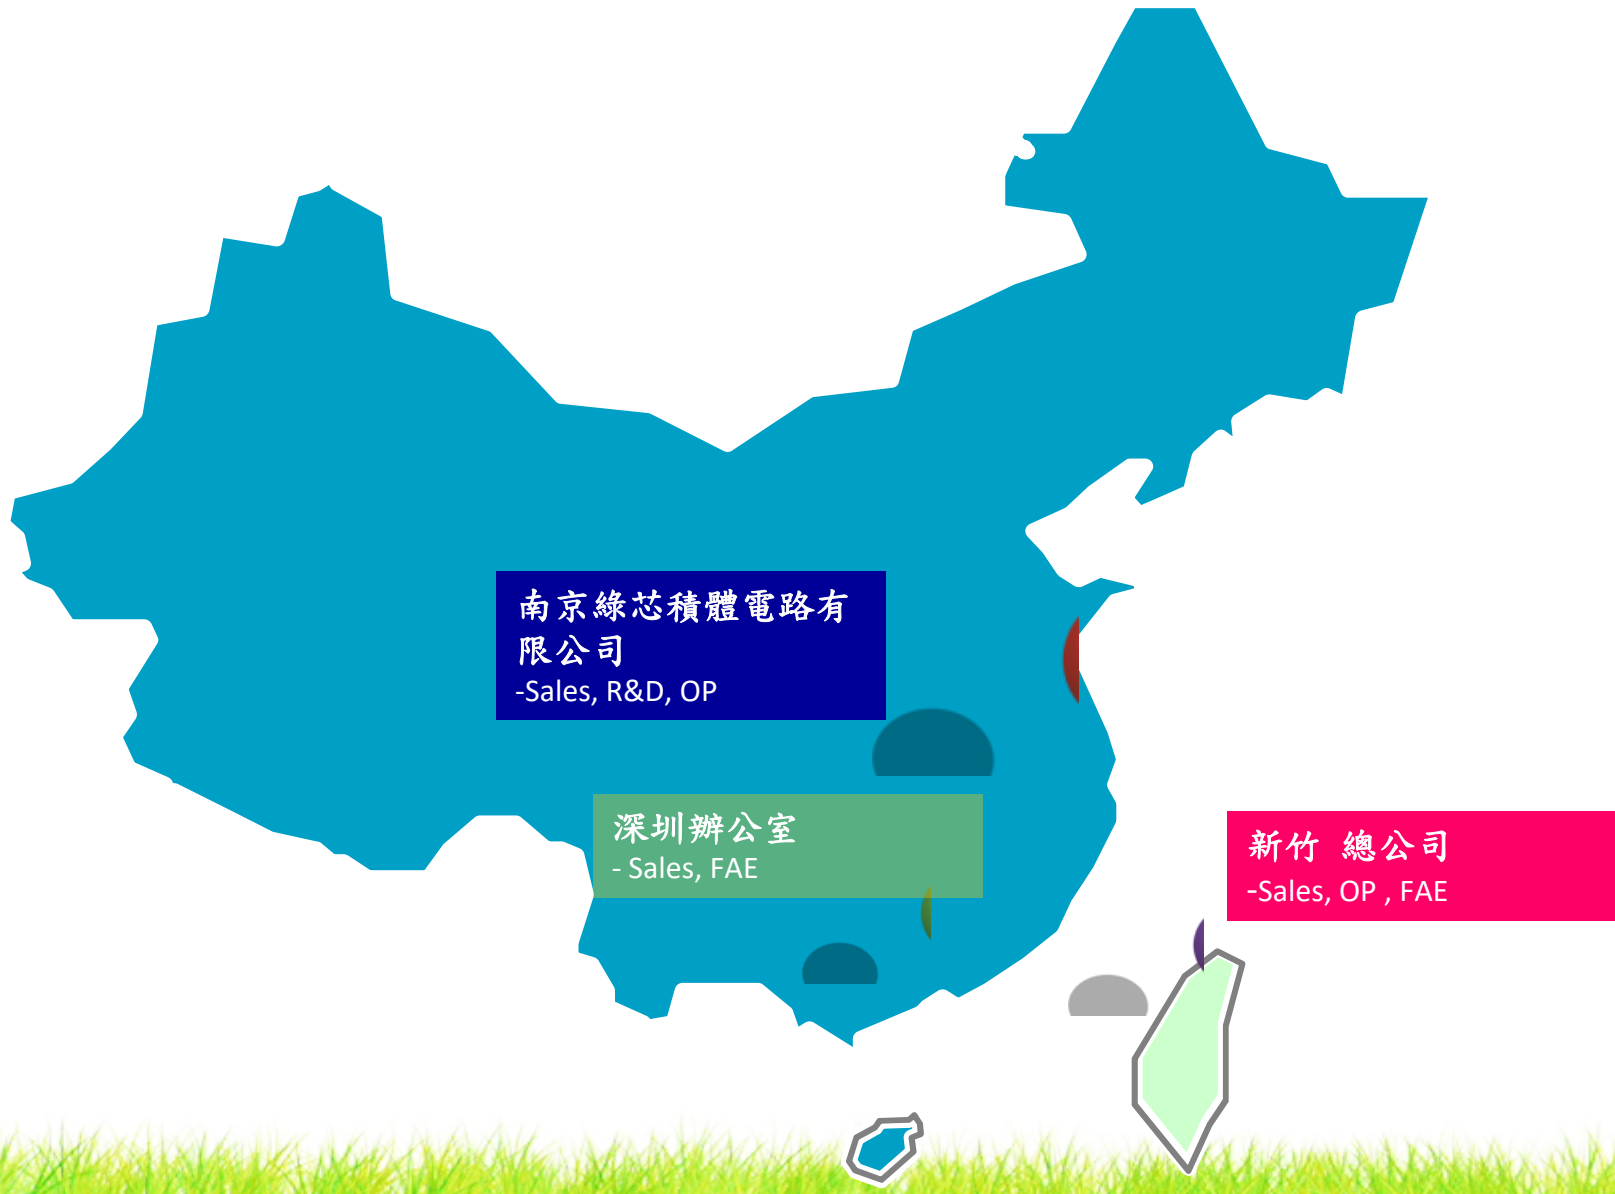 南京綠芯積體電路有
限公司
-Sales, R&D, OP
深圳辦公室
- Sales, FAE
新竹 總公司
-Sales, OP , FAE